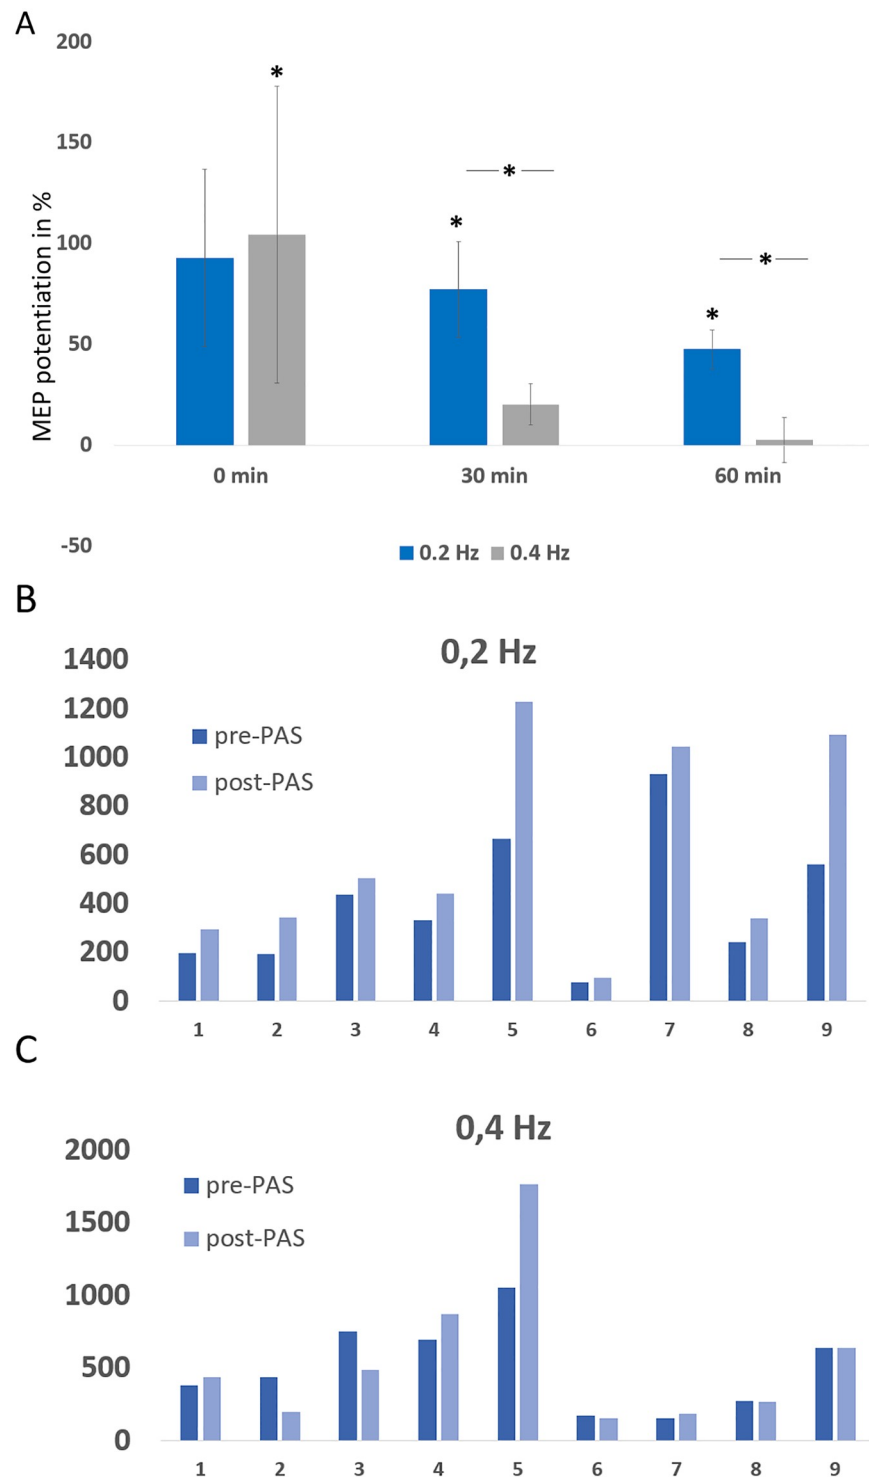 A
200
*
150
MEP potentiation in %
*
*
100
*
*
50
0
0 min 30 min 60 min
-50
0.2 Hz 0.4 Hz
B
0,2 Hz
1400
1200
pre-PAS
1000
post-PAS
800
600
400
200
0
1 2 3 4 5 6 7 8 9
C
0,4 Hz
2000
pre-PAS
1500
post-PAS
1000
500
0
1 2 3 4 5 6 7 8 9